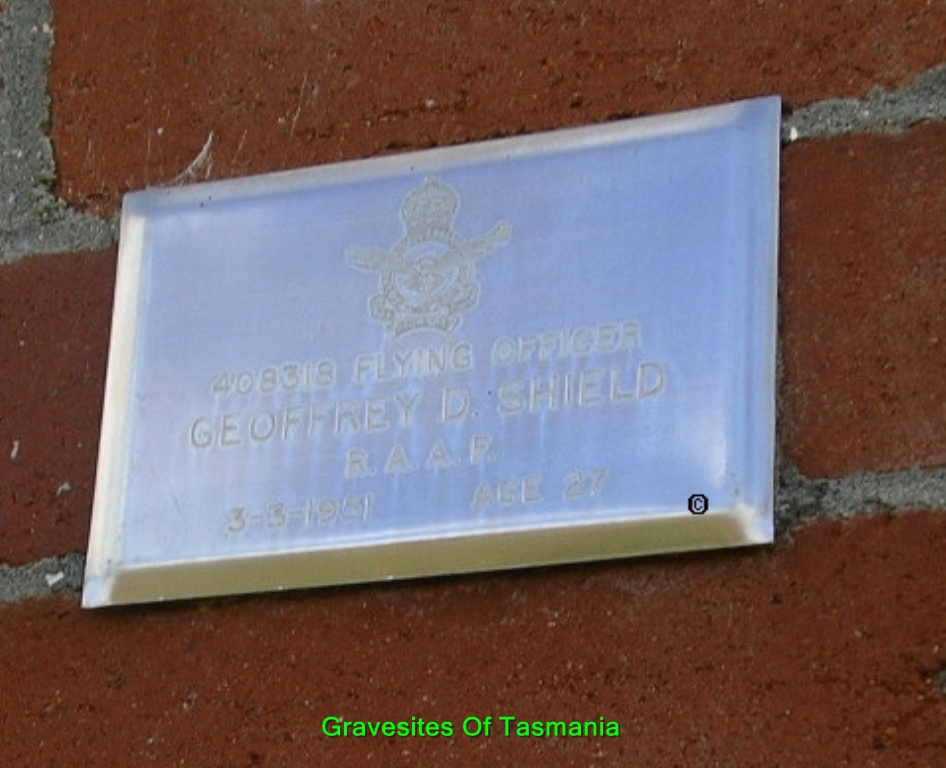 408318 FLYING OFFICER
GEOFFREY D. SHIELD
R.A.A.F.
3-3-1951 AGE 27
©
Gravesites Of Tasmania